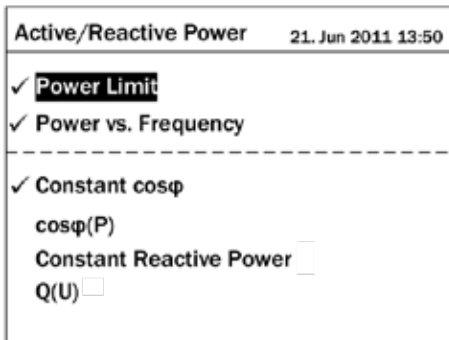 Active/Reactive Power 21. Jun 2011 13:50
✓ Power Limit
✓ Power vs. Frequency
✓ Constant cosφ
cosφ(P)
Constant Reactive Power
Q(U)